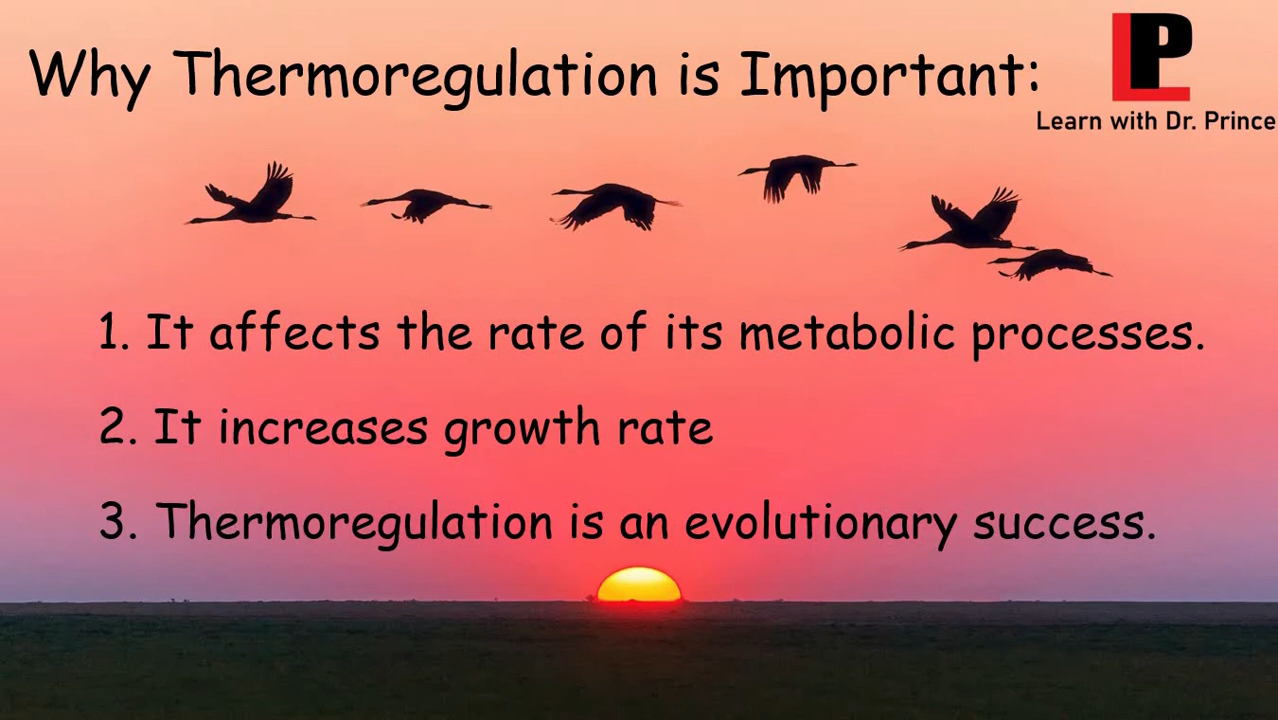 Why Thermoregulation is Important:
LP
Learn with Dr. Prince
1. It affects the rate of its metabolic processes.
2. It increases growth rate
3. Thermoregulation is an evolutionary success.